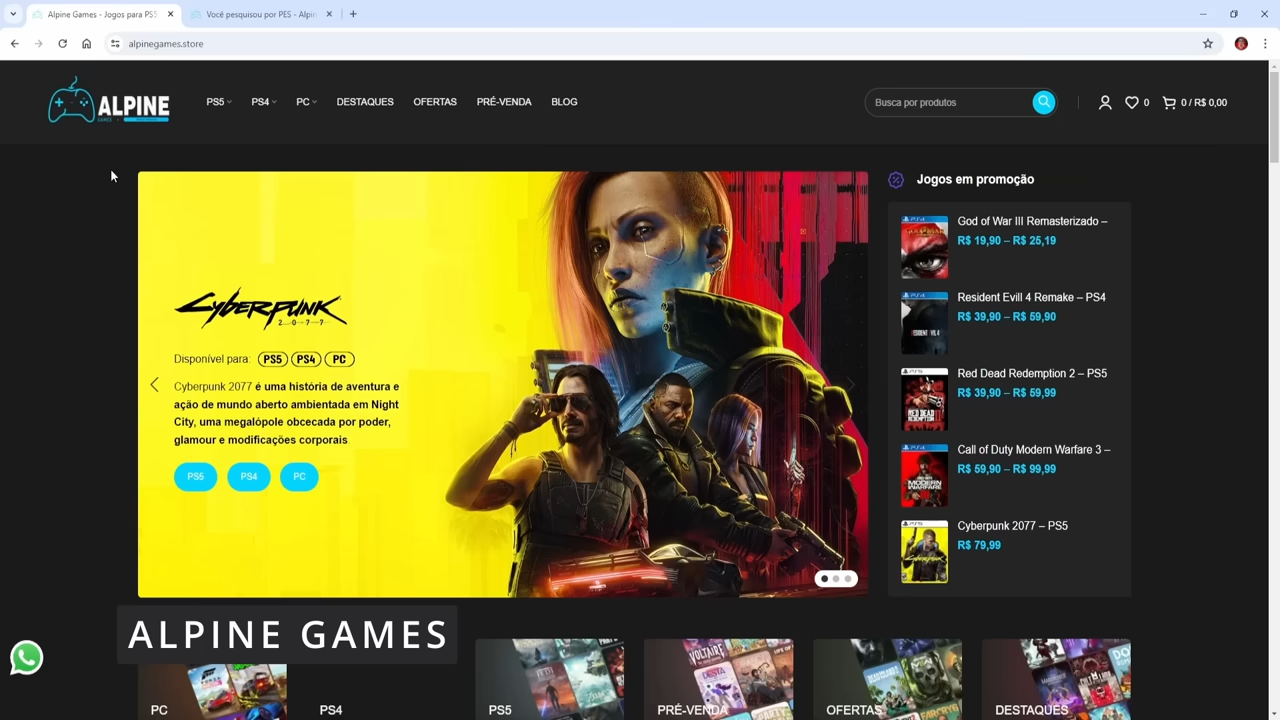 Alpine Games - Jogos para PS5
Você pesquisou por PES - Alpin
alpinegames.store
ALPINE
PS5
PS4
PC
DESTAQUES
OFERTAS
PRÉ-VENDA
BLOG
Busca por produtos
0
0 / R$ 0,00
CYBERPUNK
2077
Disponível para: PS5 PS4 PC
Cyberpunk 2077 é uma história de aventura e
ação de mundo aberto ambientada em Night
City, uma megalópole obcecada por poder,
glamour e modificações corporais
PS5 PS4 PC
Jogos em promoção
God of War III Remasterizado –
R$ 19,90 – R$ 25,19
Resident Evill 4 Remake – PS4
R$ 39,90 – R$ 59,90
Red Dead Redemption 2 – PS5
R$ 39,90 – R$ 59,99
Call of Duty Modern Warfare 3 –
R$ 59,90 – R$ 99,99
Cyberpunk 2077 – PS5
R$ 79,99
ALPINE GAMES
PC
PS4
PS5
PRÉ-VENDA
OFERTAS
DESTAQUES